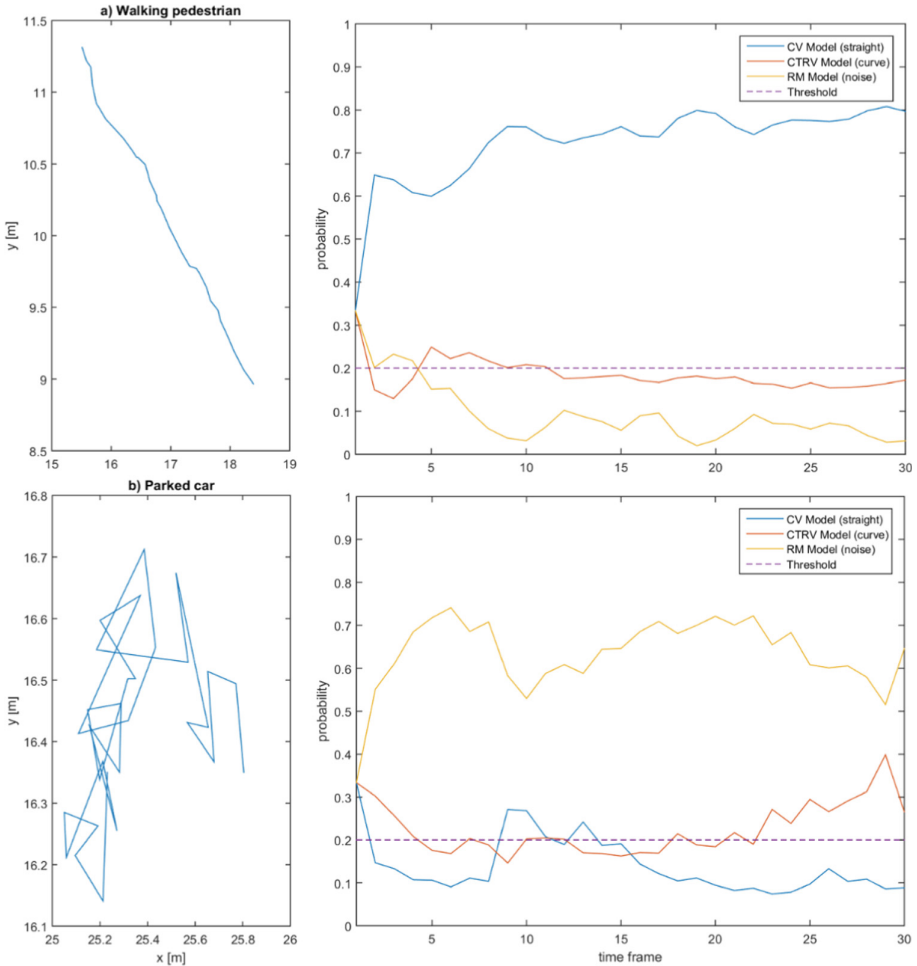 a) Walking pedestrian
11.5
11
10.5
10
9.5
9
8.5
y [m]
15 16 17 18 19
1
0.9
0.8
0.7
0.6
0.5
0.4
0.3
0.2
0.1
0
probability
5 10 15 20 25 30
CV Model (straight)
CTRV Model (curve)
RM Model (noise)
Threshold
b) Parked car
16.8
16.7
16.6
16.5
16.4
16.3
16.2
16.1
y [m]
25 25.2 25.4 25.6 25.8 26
x [m]
1
0.9
0.8
0.7
0.6
0.5
0.4
0.3
0.2
0.1
0
probability
5 10 15 20 25 30
time frame
CV Model (straight)
CTRV Model (curve)
RM Model (noise)
Threshold